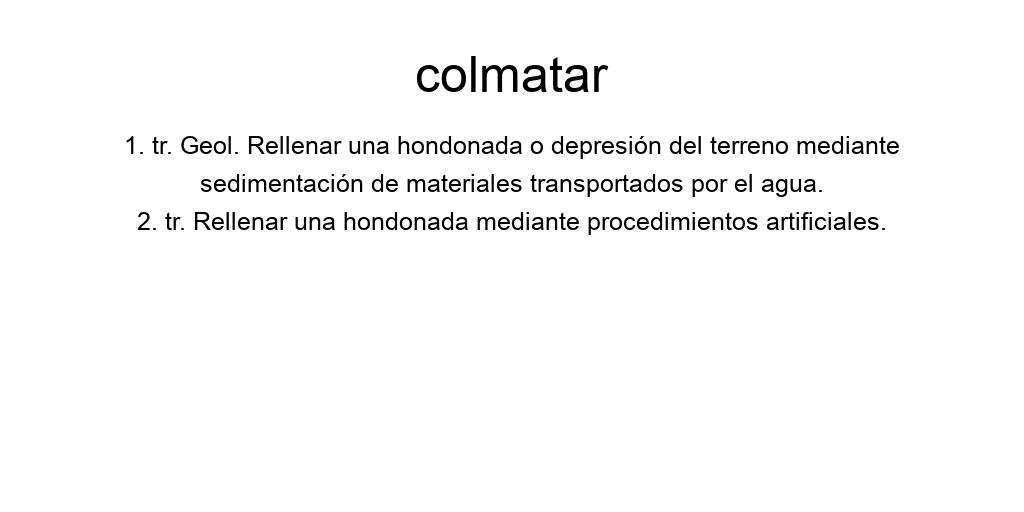 colmatar
1. tr. Geol. Rellenar una hondonada o depresión del terreno mediante
sedimentación de materiales transportados por el agua.
2. tr. Rellenar una hondonada mediante procedimientos artificiales.